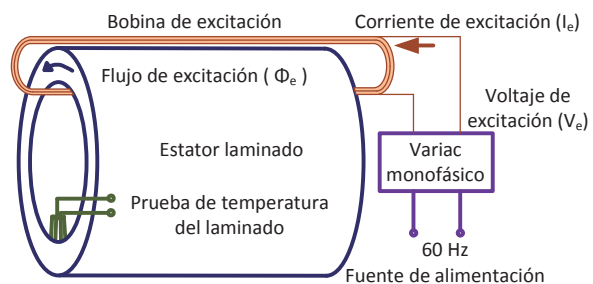 Bobina de excitación
Corriente de excitación (Iₑ)
Flujo de excitación ( Φₑ )
Voltaje de
excitación (Vₑ)
Estator laminado
Variac
monofásico
Prueba de temperatura
del laminado
60 Hz
Fuente de alimentación